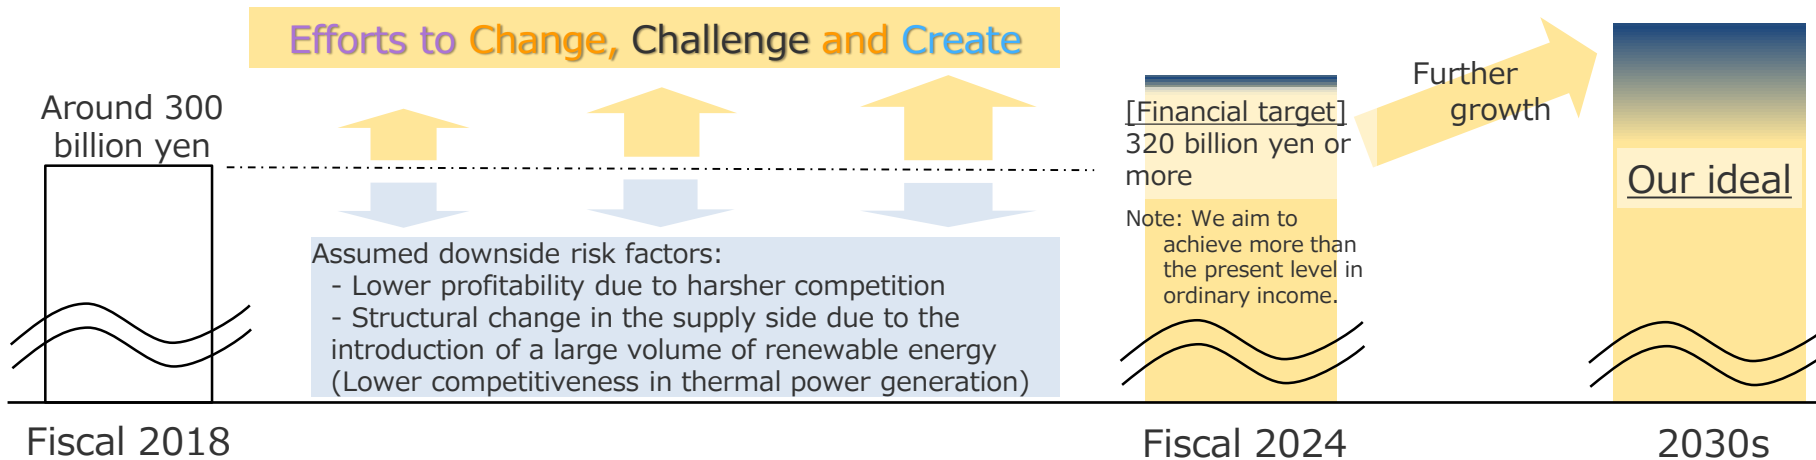 Efforts to Change, Challenge and Create
Around 300
billion yen
Assumed downside risk factors:
- Lower profitability due to harsher competition
- Structural change in the supply side due to the
introduction of a large volume of renewable energy
(Lower competitiveness in thermal power generation)
[Financial target]
320 billion yen or
more
Note: We aim to
achieve more than
the present level in
ordinary income.
Further
growth
Our ideal
Fiscal 2018
Fiscal 2024
2030s